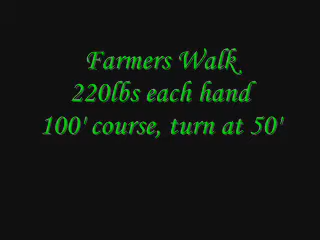 Farmers Walk
220lbs each hand
100' course, turn at 50'